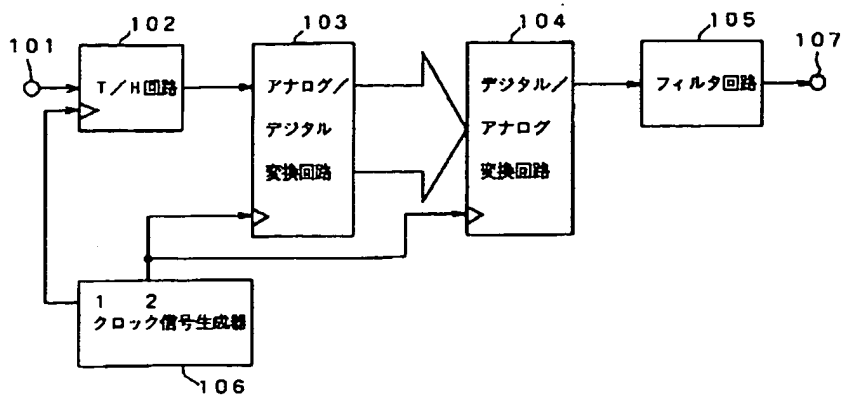 101
102
103
104
105
107
T/H回路
アナログ/
デジタル
変換回路
デジタル/
アナログ
変換回路
フィルタ回路
1 2
クロック信号生成器
106